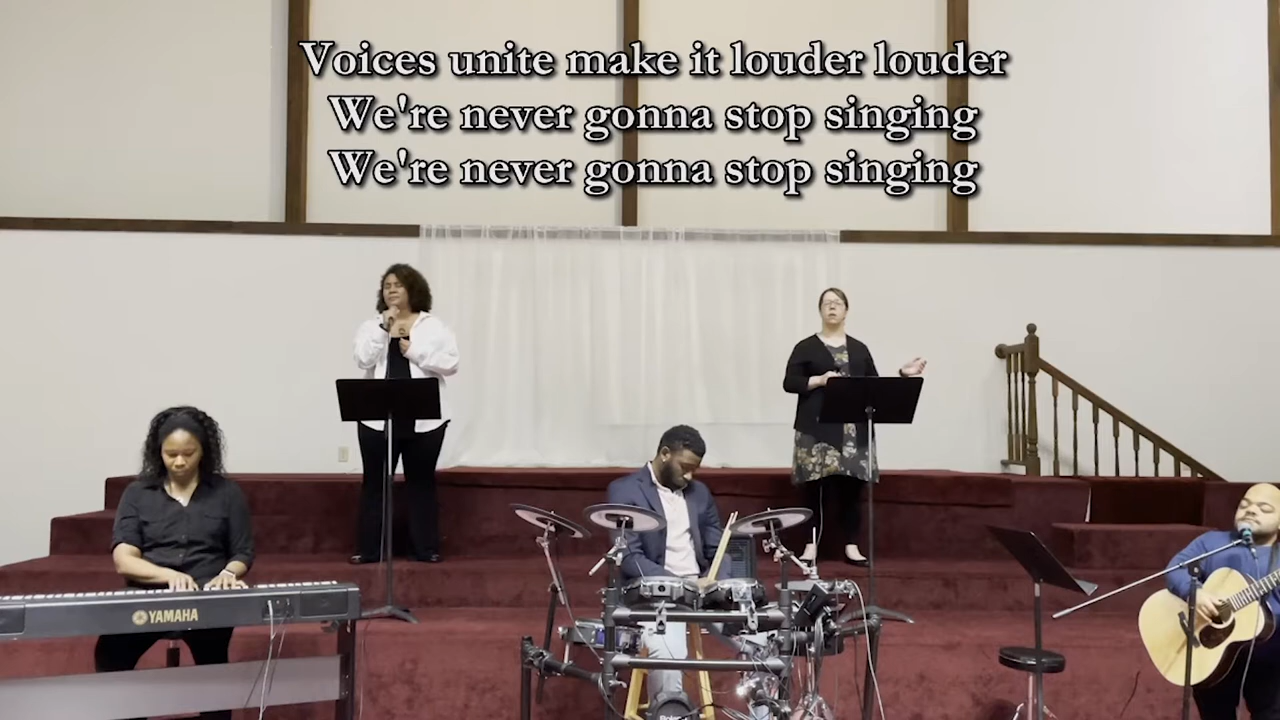 Voices unite make it louder louder
We're never gonna stop singing
We're never gonna stop singing
YAMAHA
Roland